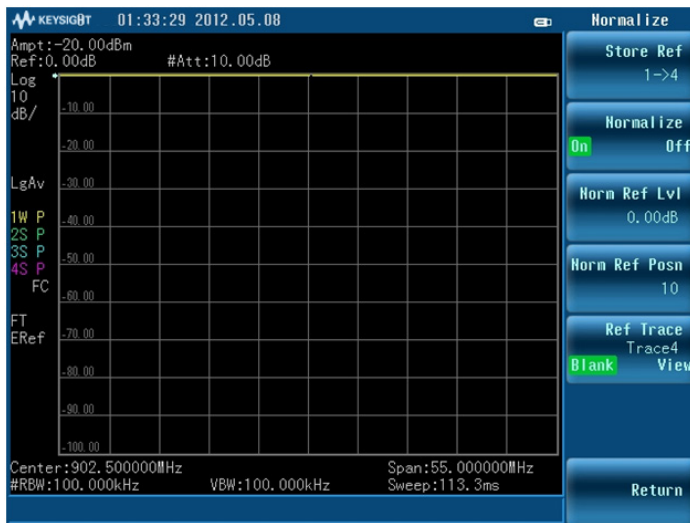 KEYSIGHT 01:33:29 2012.05.08
Normalize
Ampt:-20.00dBm
Ref:0.00dB #Att:10.00dB
Log
10
dB/
-10.00
-20.00
LgAv
-30.00
1W P
-40.00
2S P
3S P
-50.00
4S P
FC
-60.00
FT
-70.00
ERef
-80.00
-90.00
-100.00
Center:902.500000MHz Span:55.000000MHz
#RBW:100.000kHz VBW:100.000kHz Sweep:113.3ms
Store Ref
1->4
Normalize
On Off
Norm Ref Lvl
0.00dB
Norm Ref Posn
10
Ref Trace
Trace4
Blank View
Return